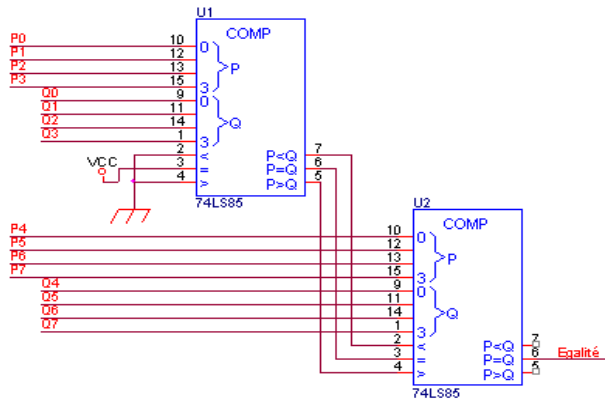 U1
COMP
P0 10 0
P1 12
P2 13 P
P3 15 3
Q0 9 0
Q1 11
Q2 14 Q
Q3 1 3
2 < P<Q 7
VCC 3 = P=Q 6
4 > P>Q 5
74LS85
U2
COMP
P4 10 0
P5 12
P6 13 P
P7 15 3
Q4 9 0
Q5 11
Q6 14 Q
Q7 1 3
2 < P<Q 7
3 = P=Q 6 Egalité
4 > P>Q 5
74LS85